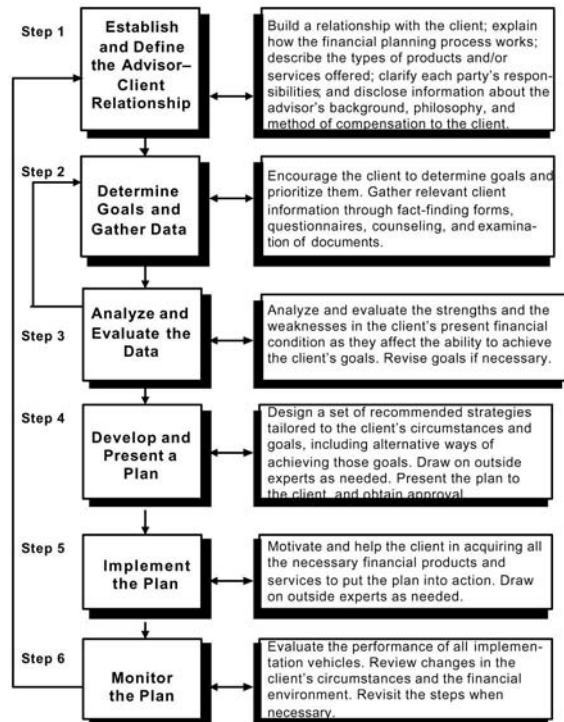 Step 1
Establish
and Define
the Advisor–
Client
Relationship
Build a relationship with the client; explain
how the financial planning process works;
describe the types of products and/or
services offered; clarify each party's respon-
sibilities; and disclose information about the
advisor's background, philosophy, and
method of compensation to the client.
Step 2
Determine
Goals and
Gather Data
Encourage the client to determine goals and
prioritize them. Gather relevant client
information through fact-finding forms,
questionnaires, counseling, and examina-
tion of documents.
Step 3
Analyze and
Evaluate the
Data
Analyze and evaluate the strengths and the
weaknesses in the client's present financial
condition as they affect the ability to achieve
the client's goals. Revise goals if necessary.
Step 4
Develop and
Present a
Plan
Design a set of recommended strategies
tailored to the client's circumstances and
goals, including alternative ways of
achieving those goals. Draw on outside
experts as needed. Present the plan to
the client, and obtain approval
Step 5
Implement
the Plan
Motivate and help the client in acquiring all
the necessary financial products and
services to put the plan into action. Draw
on outside experts as needed.
Step 6
Monitor
the Plan
Evaluate the performance of all implemen-
tation vehicles. Review changes in the
client's circumstances and the financial
environment. Revisit the steps when
necessary.